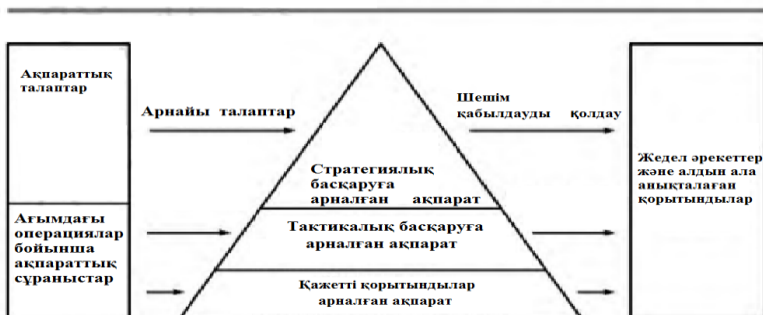 Ақпараттық
талаптар
Ағымдағы
операциялар
бойынша
ақпараттық
сұраныстар
Арнайы талаптар
Стратегиялық
басқаруға
арналған ақпарат
Тактикалық басқаруға
арналған ақпарат
Қажетті қорытындылар
арналған ақпарат
Шешім
қабылдауды қолдау
Жедел әрекеттер
және алдын ала
анықталаған
қорытындылар